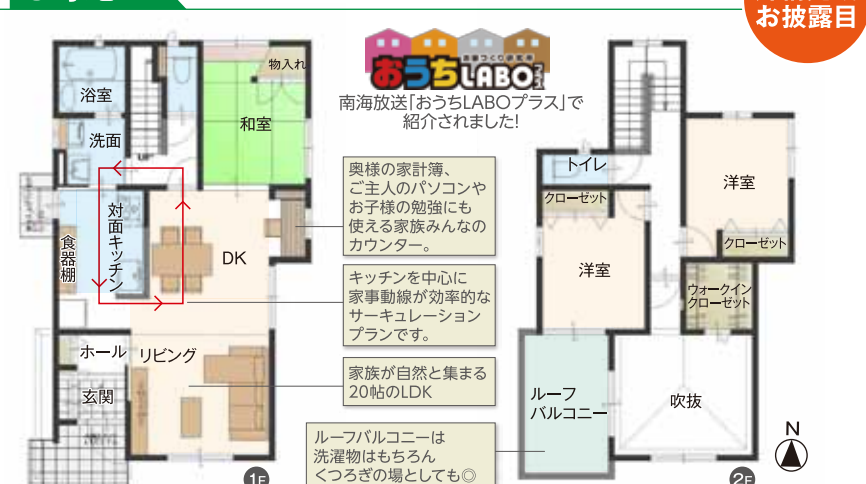 お披露目
おうちLABOプラス
南海放送「おうちLABOプラス」で
紹介されました!
物入れ
浴室
和室
洗面
UP
対面キッチン
食器棚
DK
ホール
リビング
玄関
1F
奥様の家計簿、
ご主人のパソコンや
お子様の勉強にも
使える家族みんなの
カウンター。
キッチンを中心に
家事動線が効率的な
サーキュレーション
プランです。
家族が自然と集まる
20帖のLDK
ルーフバルコニーは
洗濯物はもちろん
くつろぎの場としても◎
トイレ
クローゼット
洋室
洋室
クローゼット
ウォークイン
クローゼット
ルーフ
バルコニー
吹抜
N
2F